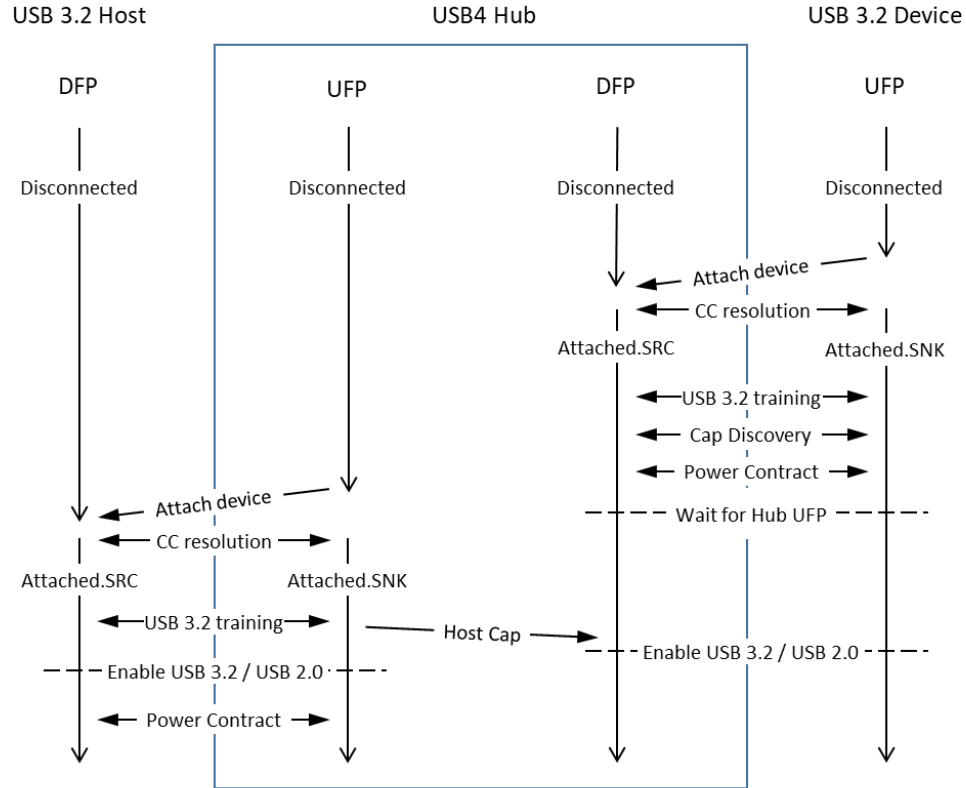 USB 3.2 Host
USB4 Hub
USB 3.2 Device
DFP
UFP
DFP
UFP
Disconnected
Disconnected
Disconnected
Disconnected
Attach device
CC resolution
Attached.SRC
Attached.SNK
USB 3.2 training
Cap Discovery
Power Contract
Wait for Hub UFP
Attach device
CC resolution
Attached.SRC
Attached.SNK
USB 3.2 training
Host Cap
Enable USB 3.2 / USB 2.0
Enable USB 3.2 / USB 2.0
Power Contract